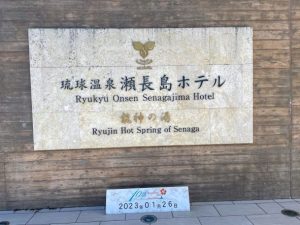 琉球温泉 瀬長島ホテル
Ryukyu Onsen Senagajima Hotel
龍神の湯
Ryujin Hot Spring of Senaga
2023年01月26日